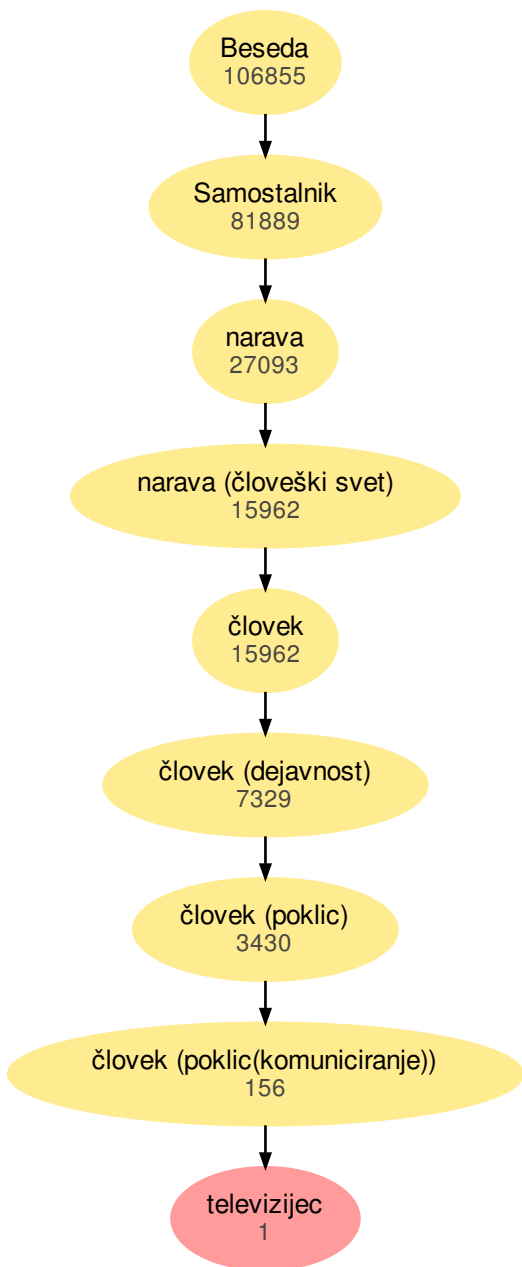 Beseda
106855
Samostalnik
81889
narava
27093
narava (človeški svet)
15962
človek
15962
človek (dejavnost)
7329
človek (poklic)
3430
človek (poklic(komuniciranje))
156
televizijec
1